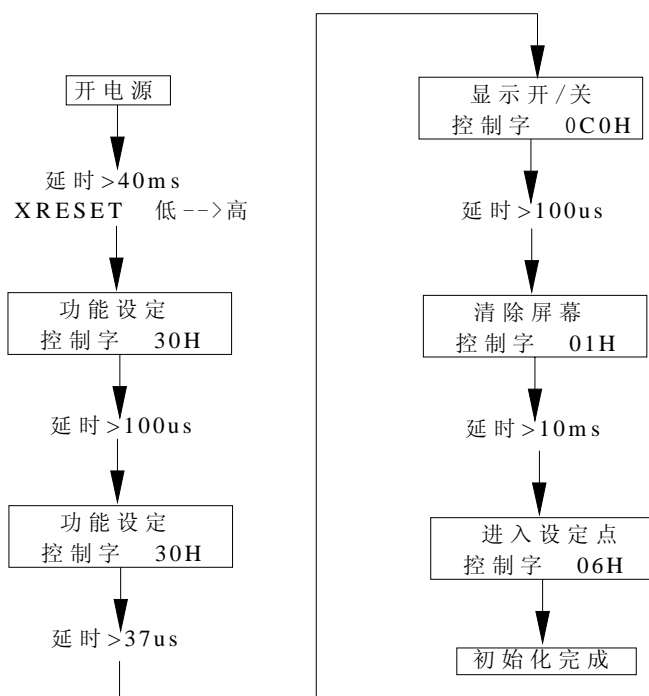 开电源
延时>40ms
XRESET 低-->高
功能设定
控制字 30H
延时>100us
功能设定
控制字 30H
延时>37us
显示开/关
控制字 0C0H
延时>100us
清除屏幕
控制字 01H
延时>10ms
进入设定点
控制字 06H
初始化完成